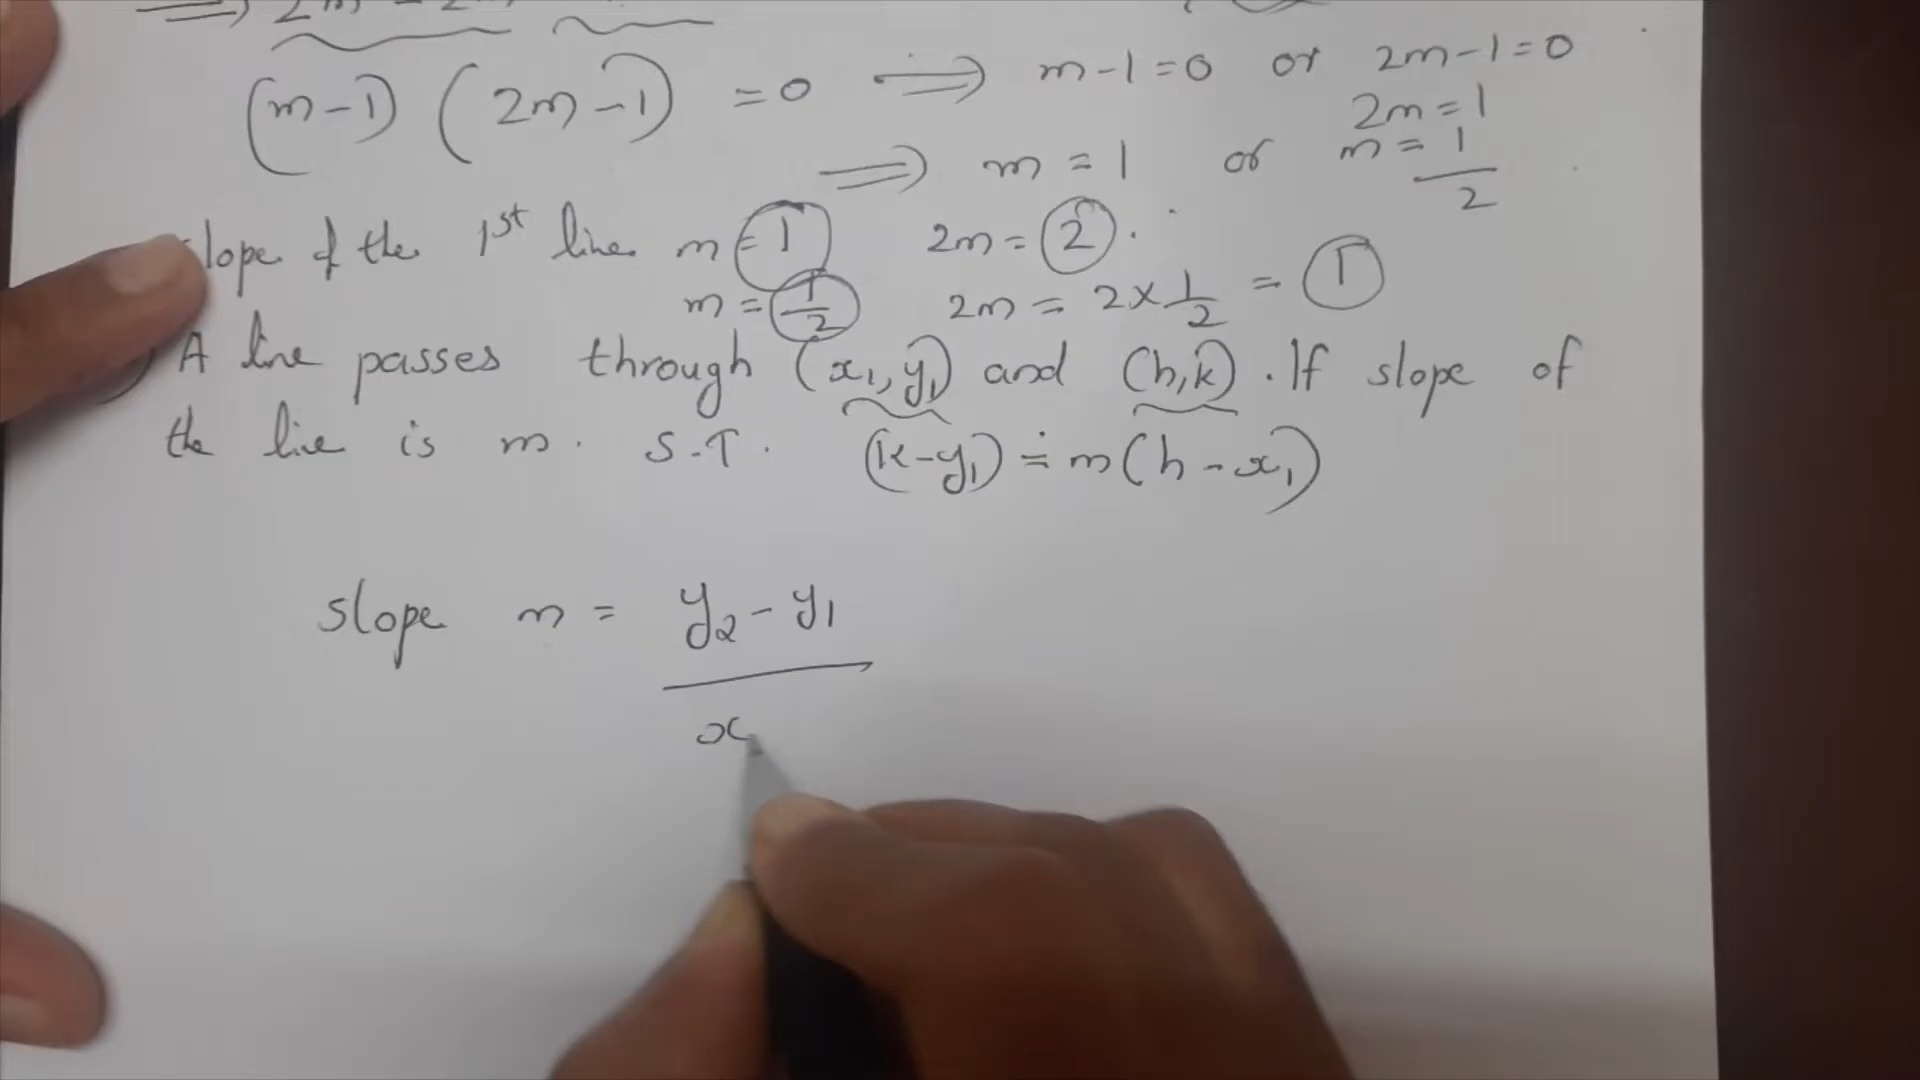 (m-1) (2m-1) =0 ⟹ m-1=0 or 2m-1=0
2m=1
⟹ m = 1 or m = 1/2
lope of the 1st line m=1 2m=2.
m=1/2 2m = 2×1/2 = 1
A line passes through (x₁,y₁) and (h,k). If slope of
the line is m. S.T. (k-y₁) = m(h-x₁)
slope m = y₂-y₁
x